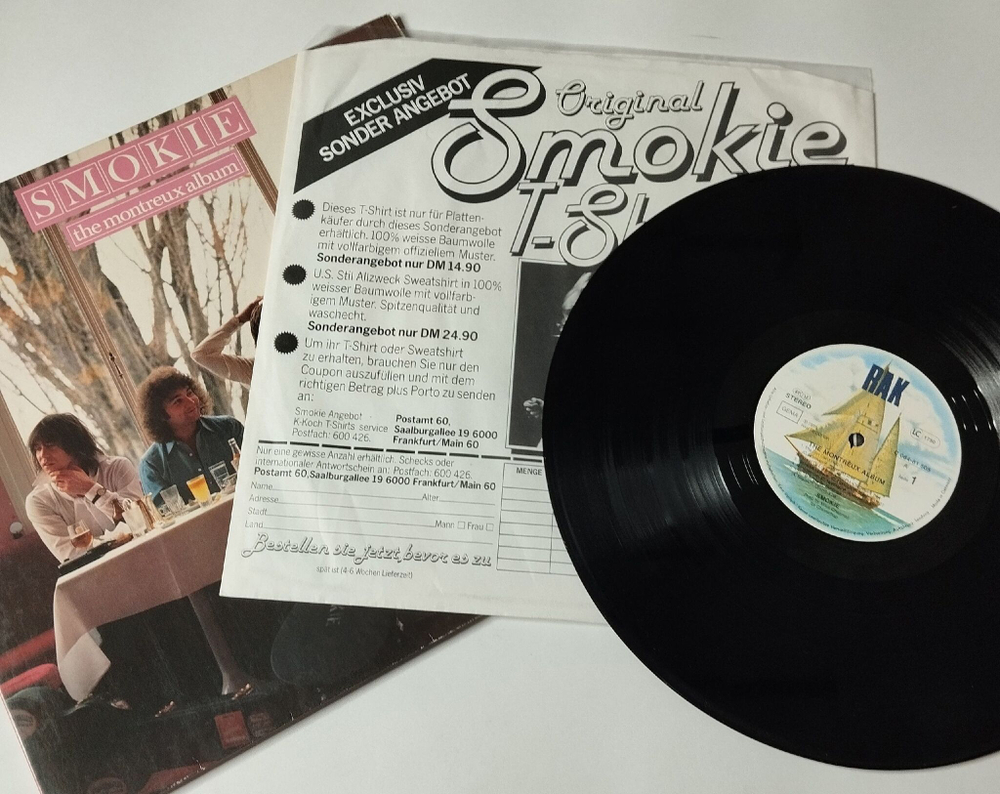 SMOKIE
the montreux album
EXCLUSIV
SONDER ANGEBOT
Original
Smokie
T-Sh
Dieses T-Shirt ist nur für Platten-
käufer durch dieses Sonderangebot
erhältlich. 100% weisse Baumwolle
mit vollfarbigem offiziellem Muster.
Sonderangebot nur DM 14.90
U.S. Stil Allzweck Sweatshirt in 100%
weisser Baumwolle mit vollfarb-
igem Muster. Spitzenqualität und
waschecht.
Sonderangebot nur DM 24.90
Um ihr T-Shirt oder Sweatshirt
zu erhalten, brauchen Sie nur den
Coupon auszufüllen und mit dem
richtigen Betrag plus Porto zu senden
an:
Smokie Angebot -
K-Koch T-Shirts service
Postfach: 600 426.
Postamt 60,
Saalburgallee 19 6000
Frankfurt/Main 60
Nur eine gewisse Anzahl erhältlich. Schecks oder
internationaler Antwortschein an: Postfach: 600 426.
Postamt 60, Saalburgallee 19 6000 Frankfurt/Main 60
Name
Adresse Alter
Stadt
Land Mann Frau
Bestellen sie jetzt, bevor es zu
spät ist (4-6 Wochen Lieferzeit)
MENGE
RAK
STEREO
GEMA
LC
THE MONTREUX ALBUM
SMOKIE
Seite 1